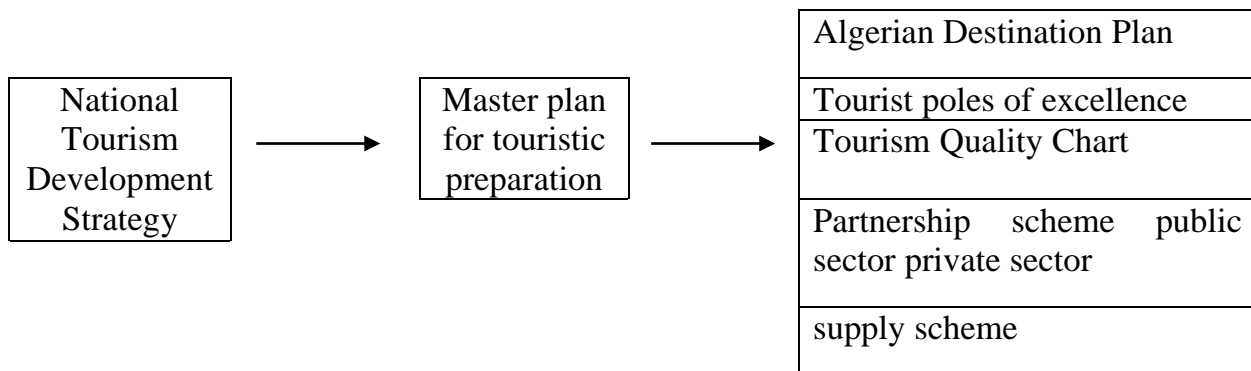 National
Tourism
Development
Strategy
Master plan
for touristic
preparation
Algerian Destination Plan
Tourist poles of excellence
Tourism Quality Chart
Partnership scheme public
sector private sector
supply scheme